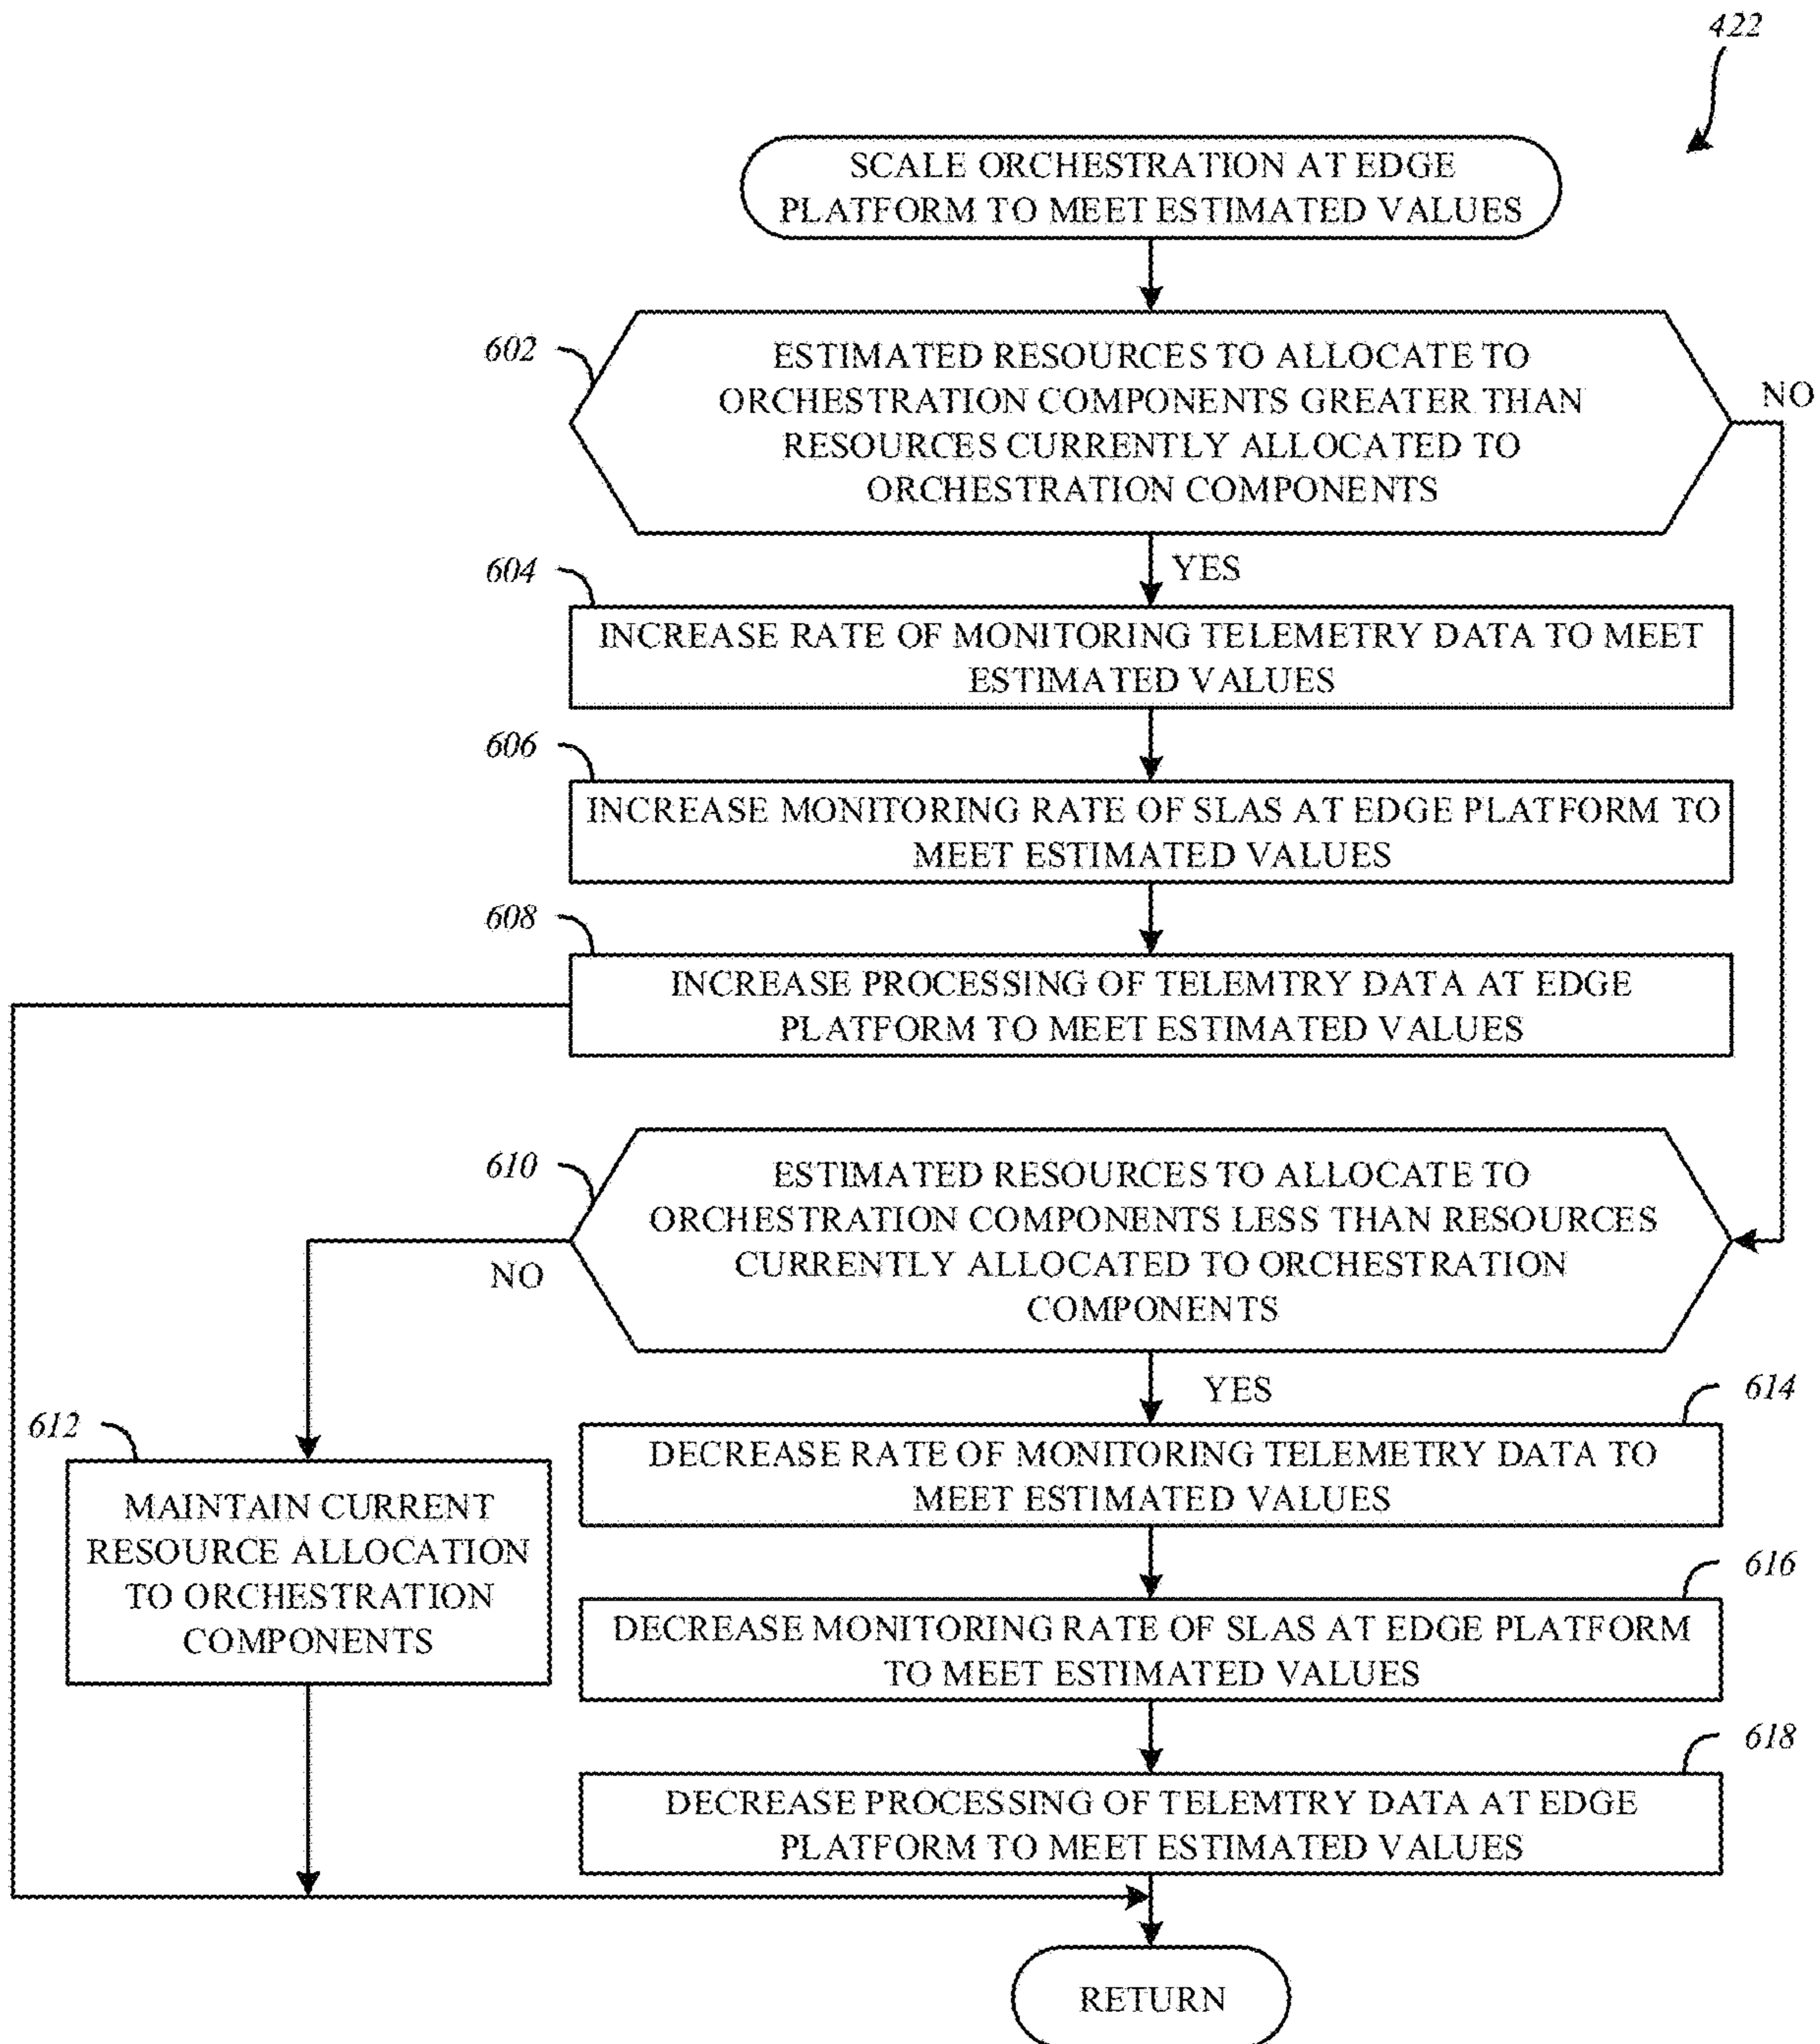 422
SCALE ORCHESTRATION AT EDGE
PLATFORM TO MEET ESTIMATED VALUES
602
ESTIMATED RESOURCES TO ALLOCATE TO
ORCHESTRATION COMPONENTS GREATER THAN
RESOURCES CURRENTLY ALLOCATED TO
ORCHESTRATION COMPONENTS
NO
YES
604
INCREASE RATE OF MONITORING TELEMETRY DATA TO MEET
ESTIMATED VALUES
606
INCREASE MONITORING RATE OF SLAS AT EDGE PLATFORM TO
MEET ESTIMATED VALUES
608
INCREASE PROCESSING OF TELEMTRY DATA AT EDGE
PLATFORM TO MEET ESTIMATED VALUES
610
ESTIMATED RESOURCES TO ALLOCATE TO
ORCHESTRATION COMPONENTS LESS THAN RESOURCES
CURRENTLY ALLOCATED TO ORCHESTRATION
COMPONENTS
NO
YES
612
MAINTAIN CURRENT
RESOURCE ALLOCATION
TO ORCHESTRATION
COMPONENTS
614
DECREASE RATE OF MONITORING TELEMETRY DATA TO
MEET ESTIMATED VALUES
616
DECREASE MONITORING RATE OF SLAS AT EDGE PLATFORM
TO MEET ESTIMATED VALUES
618
DECREASE PROCESSING OF TELEMTRY DATA AT EDGE
PLATFORM TO MEET ESTIMATED VALUES
RETURN